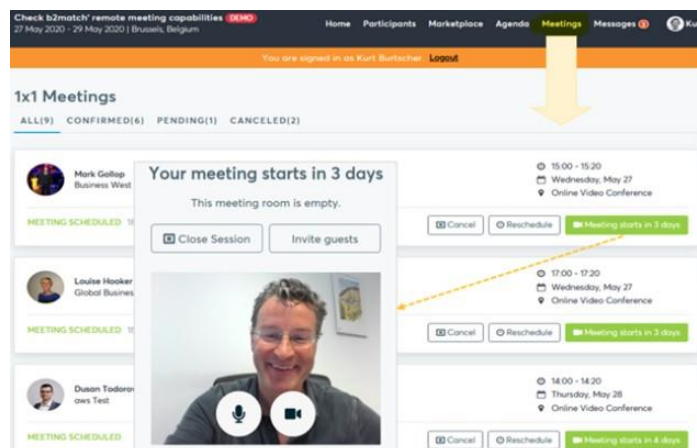 Check b2match' remote meeting capabilities DEMO
27 May 2020 - 29 May 2020 | Brussels, Belgium
Home Participants Marketplace Agenda Meetings Messages
You are signed in as Kurt Burtscher. Logout
1x1 Meetings
ALL(9) CONFIRMED(6) PENDING(1) CANCELED(2)
Mark Gallop
Business West
15:00 - 15:20
Wednesday, May 27
Online Video Conference
MEETING SCHEDULED
Cancel Reschedule Meeting starts in 3 days
Your meeting starts in 3 days
This meeting room is empty.
Close Session Invite guests
Louise Hooker
Global Busines
17:00 - 17:20
Wednesday, May 27
Online Video Conference
MEETING SCHEDULED
Cancel Reschedule Meeting starts in 3 days
Dusan Todorov
aws Test
14:00 - 14:20
Thursday, May 28
Online Video Conference
MEETING SCHEDULED
Cancel Reschedule Meeting starts in 4 days